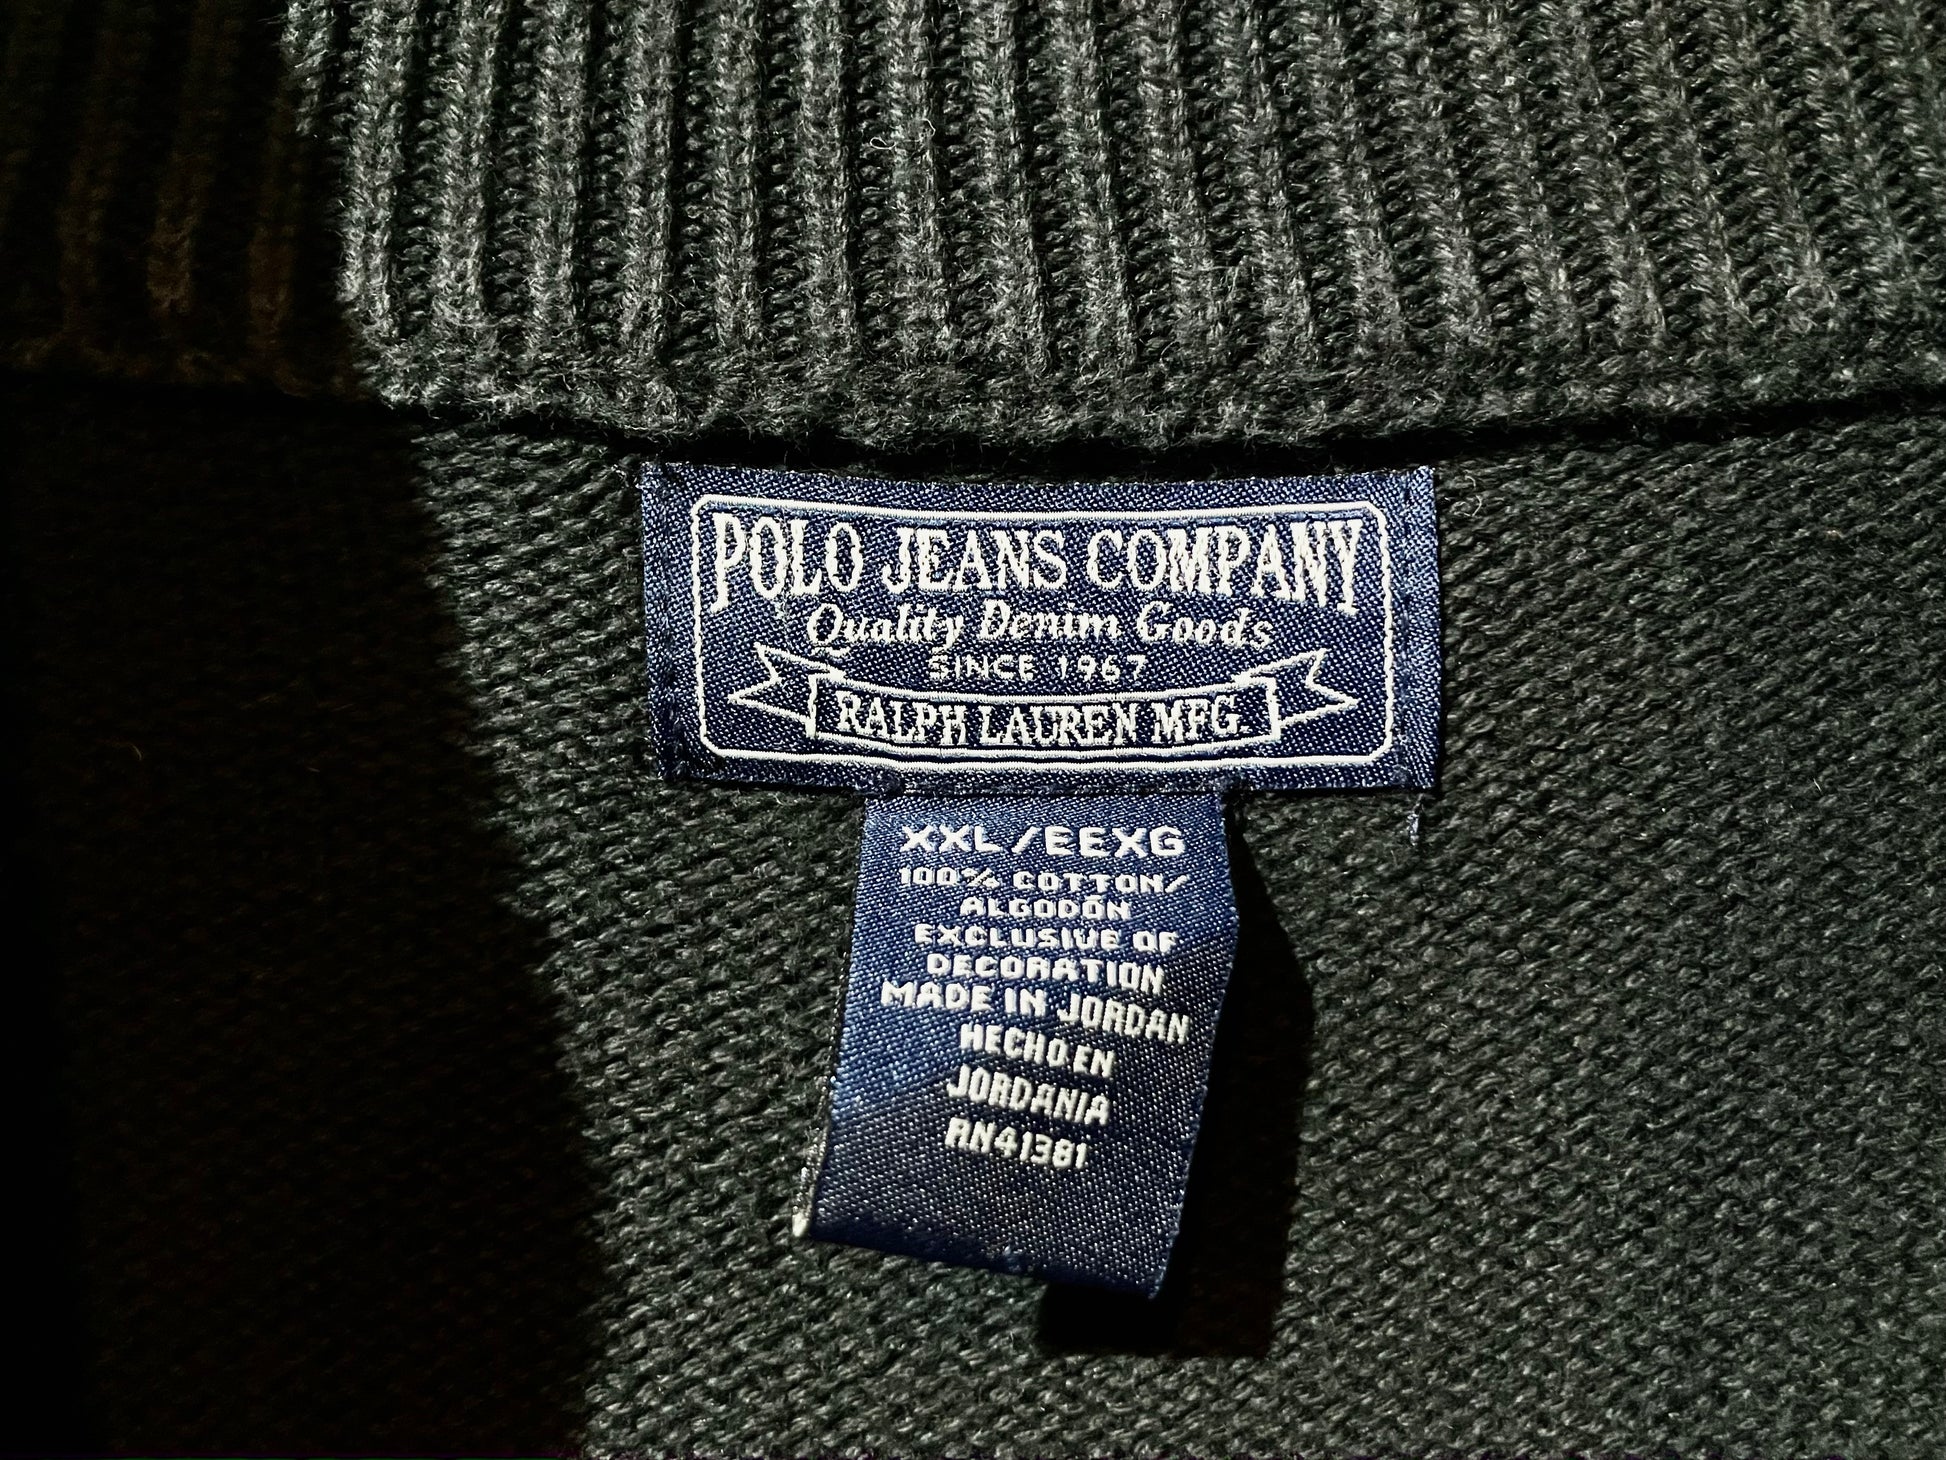 POLO JEANS COMPANY
Quality Denim Goods
SINCE 1967
RALPH LAUREN MFG.
XXL/EEXG
100% COTTON/
ALGODÓN
EXCLUSIVE OF
DECORATION
MADE IN JORDAN
HECHO EN
JORDANIA
RN41381